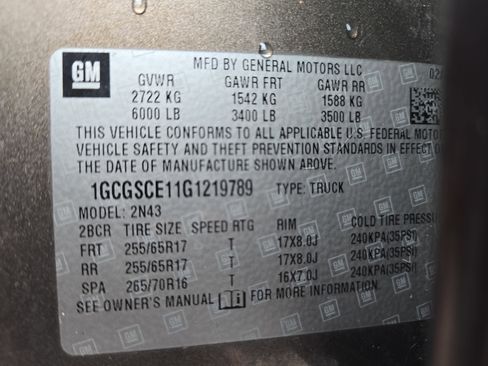 GM
MFD BY GENERAL MOTORS LLC
GVWR GAWR FRT GAWR RR
2722 KG 1542 KG 1588 KG
6000 LB 3400 LB 3500 LB
THIS VEHICLE CONFORMS TO ALL APPLICABLE U.S. FEDERAL MOTOR
VEHICLE SAFETY AND THEFT PREVENTION STANDARDS IN EFFECT
THE DATE OF MANUFACTURE SHOWN ABOVE.
1GCGSCE11G1219789 TYPE: TRUCK
MODEL: 2N43
2BCR TIRE SIZE SPEED RTG RIM COLD TIRE PRESSU
FRT 255/65R17 T 17X8.0J 240KPA(35PSI)
RR 255/65R17 T 17X8.0J 240KPA(35PSI)
SPA 265/70R16 T 16X7.0J 240KPA(35PSI)
SEE OWNER'S MANUAL FOR MORE INFORMATION.